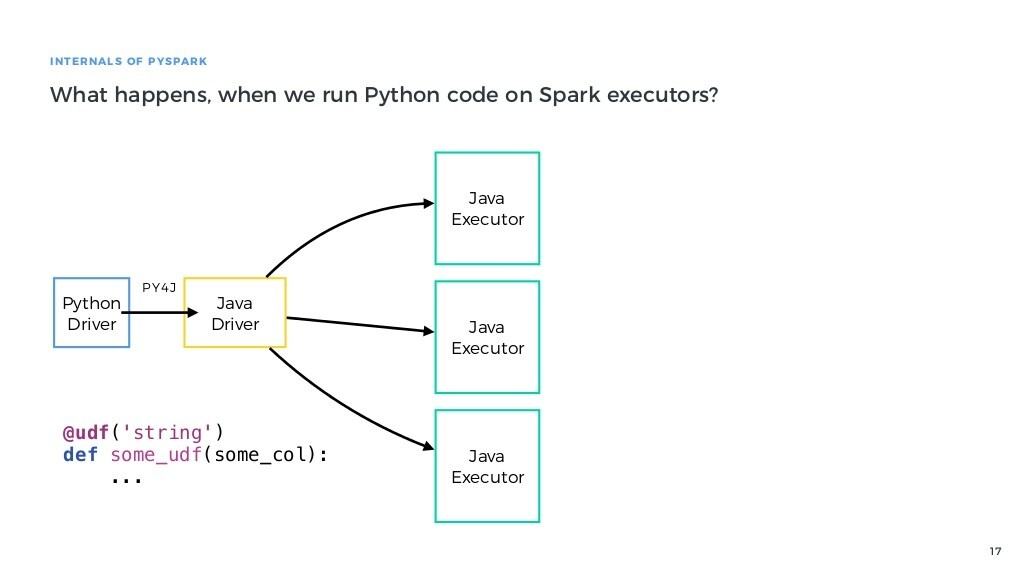 INTERNALS OF PYSPARK
What happens, when we run Python code on Spark executors?
Java
Executor
PY4J
Python
Driver
Java
Driver
Java
Executor
@udf('string')
def some_udf(some_col):
    ...
Java
Executor
17